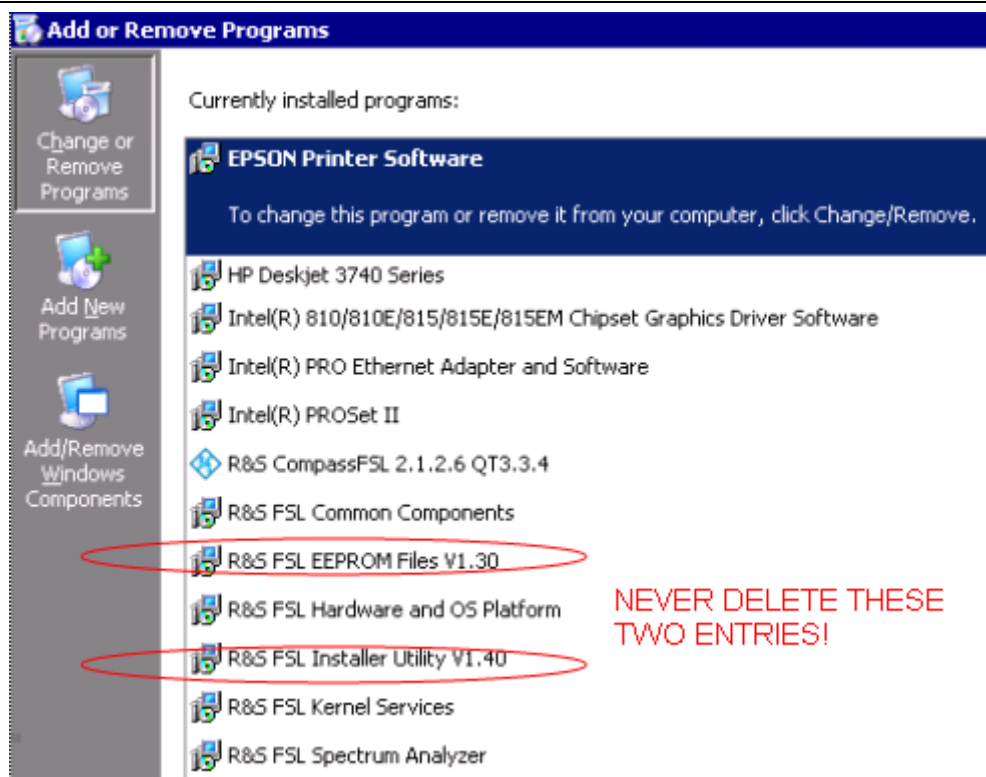 Add or Remove Programs
Change or
Remove
Programs
Add New
Programs
Add/Remove
Windows
Components
Currently installed programs:
EPSON Printer Software
To change this program or remove it from your computer, click Change/Remove.
HP Deskjet 3740 Series
Intel(R) 810/810E/815/815E/815EM Chipset Graphics Driver Software
Intel(R) PRO Ethernet Adapter and Software
Intel(R) PROSet II
R&S CompassFSL 2.1.2.6 QT3.3.4
R&S FSL Common Components
R&S FSL EEPROM Files V1.30
R&S FSL Hardware and OS Platform
R&S FSL Installer Utility V1.40
R&S FSL Kernel Services
R&S FSL Spectrum Analyzer
NEVER DELETE THESE
TWO ENTRIES!